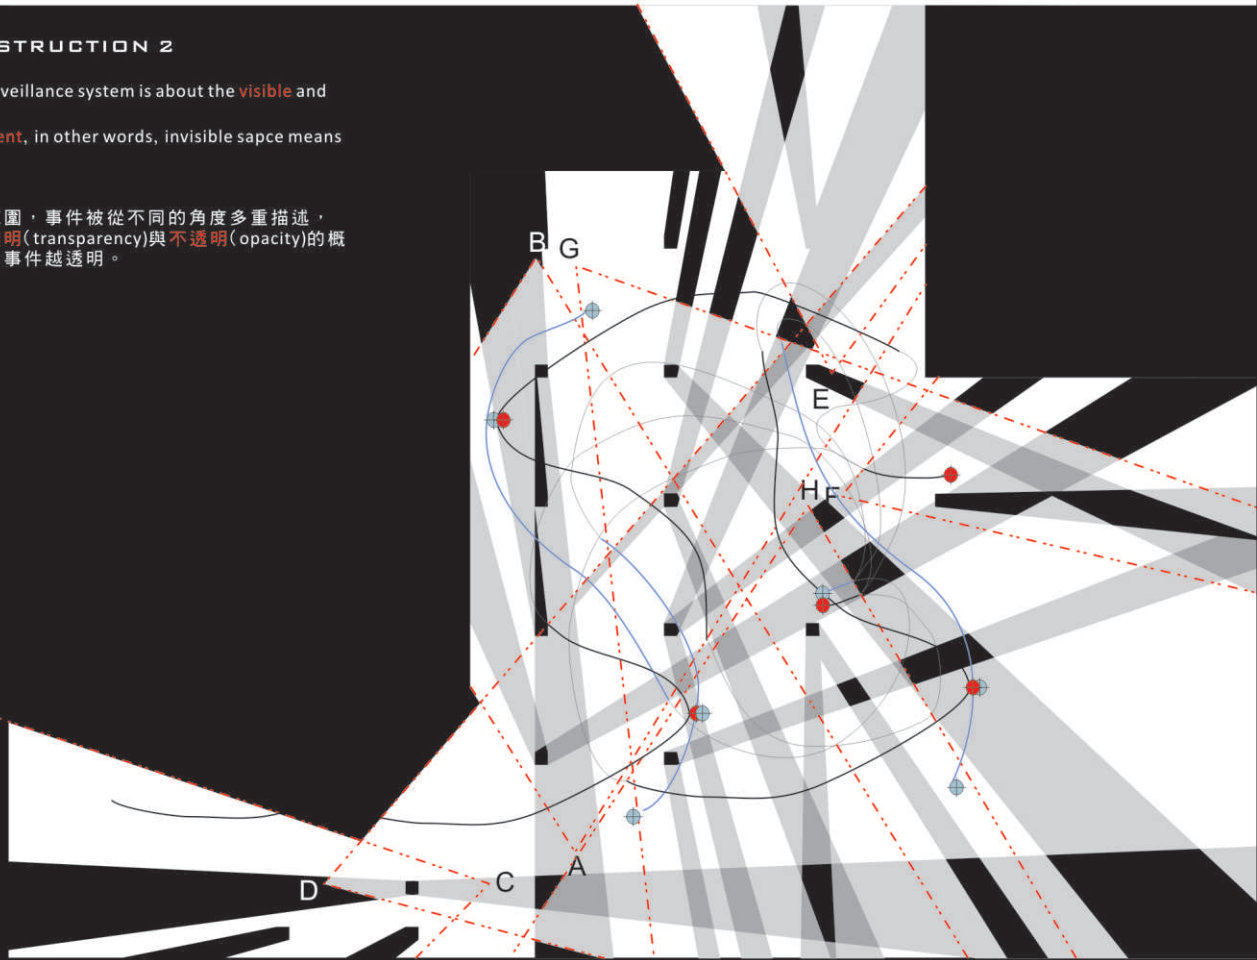 STRUCTION 2
veillance system is about the visible and
ent, in other words, invisible sapce means
圍，事件被從不同的角度多重描述，
明(transparency)與不透明(opacity)的概
事件越透明。
B
G
E
H
F
A
C
D